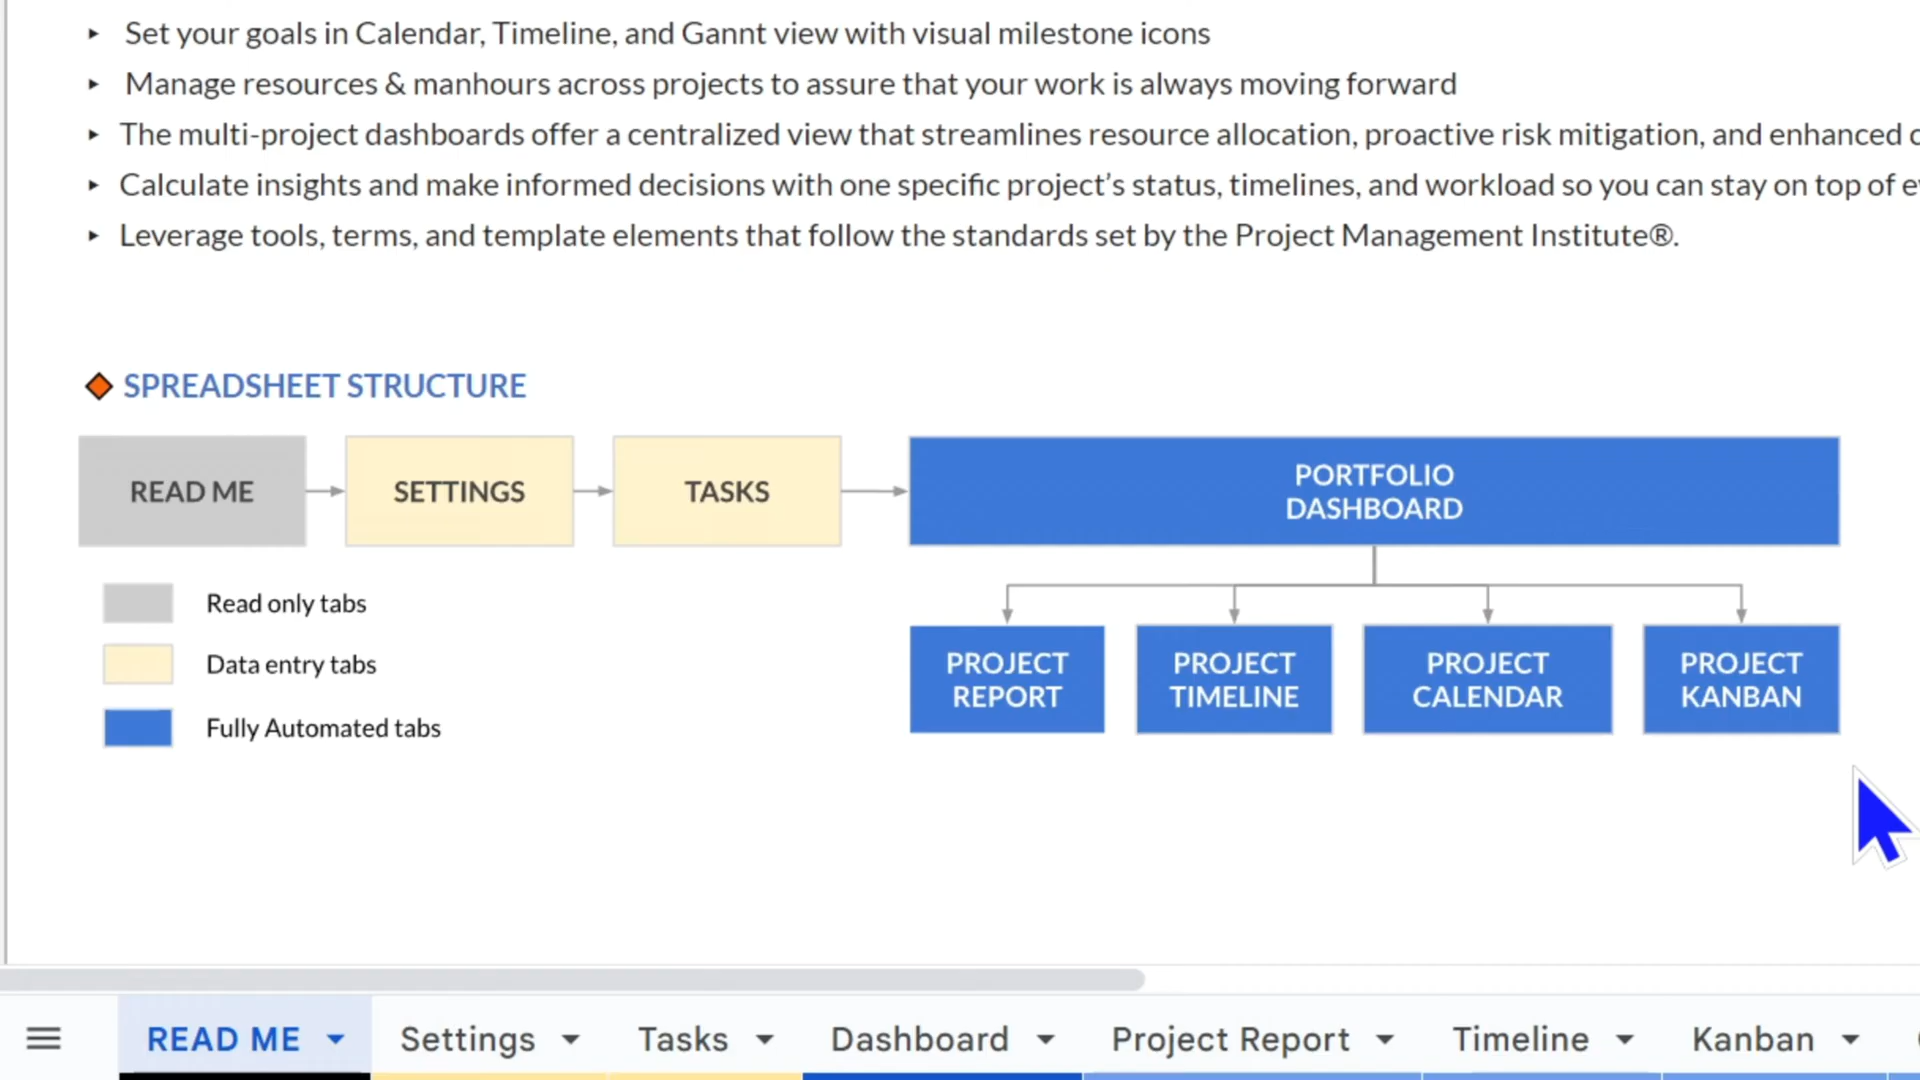 Set your goals in Calendar, Timeline, and Gannt view with visual milestone icons
Manage resources & manhours across projects to assure that your work is always moving forward
The multi-project dashboards offer a centralized view that streamlines resource allocation, proactive risk mitigation, and enhanced
Calculate insights and make informed decisions with one specific project's status, timelines, and workload so you can stay on top of
Leverage tools, terms, and template elements that follow the standards set by the Project Management Institute®.
SPREADSHEET STRUCTURE
READ ME
SETTINGS
TASKS
PORTFOLIO
DASHBOARD
Read only tabs
Data entry tabs
Fully Automated tabs
PROJECT
REPORT
PROJECT
TIMELINE
PROJECT
CALENDAR
PROJECT
KANBAN
READ ME Settings Tasks Dashboard Project Report Timeline Kanban